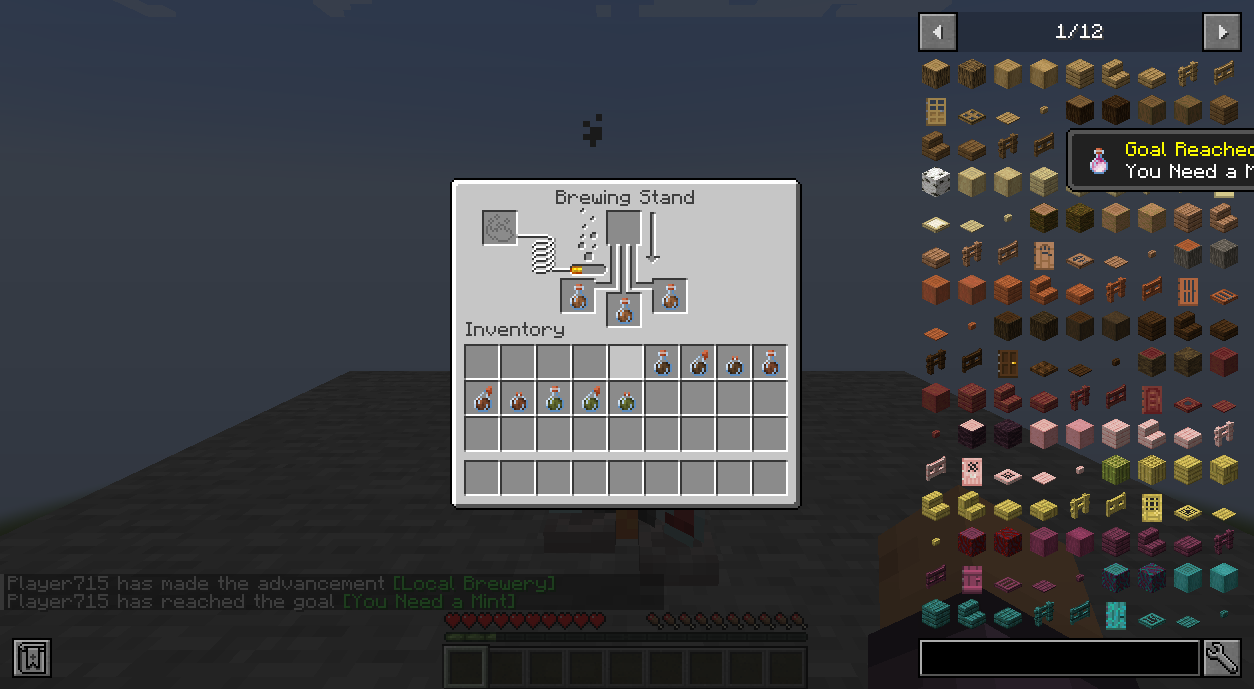 1/12
Goal Reached
You Need a M
Brewing Stand
Inventory
Player715 has made the advancement [Local Brewery]
Player715 has reached the goal [You Need a Mint]